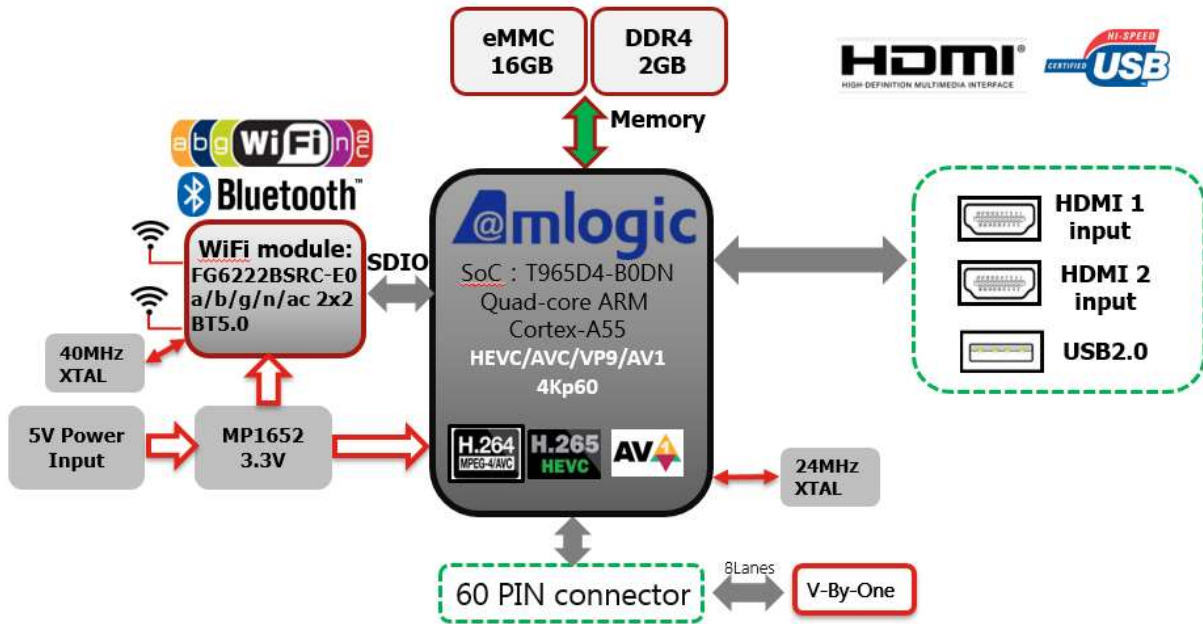 eMMC
16GB
DDR4
2GB
Memory
HDMI®
HIGH-DEFINITION MULTIMEDIA INTERFACE
HI-SPEED
CERTIFIED USB
a b g WiFi n ac
Bluetooth™
WiFi module:
FG6222BSRC-E0
a/b/g/n/ac 2x2
BT5.0
SDIO
40MHz
XTAL
5V Power
Input
MP1652
3.3V
@mlogic
SoC : T965D4-B0DN
Quad-core ARM
Cortex-A55
HEVC/AVC/VP9/AV1
4Kp60
H.264
MPEG-4/AVC
H.265
HEVC
AV1
HDMI 1
input
HDMI 2
input
USB2.0
24MHz
XTAL
60 PIN connector
8Lanes
V-By-One